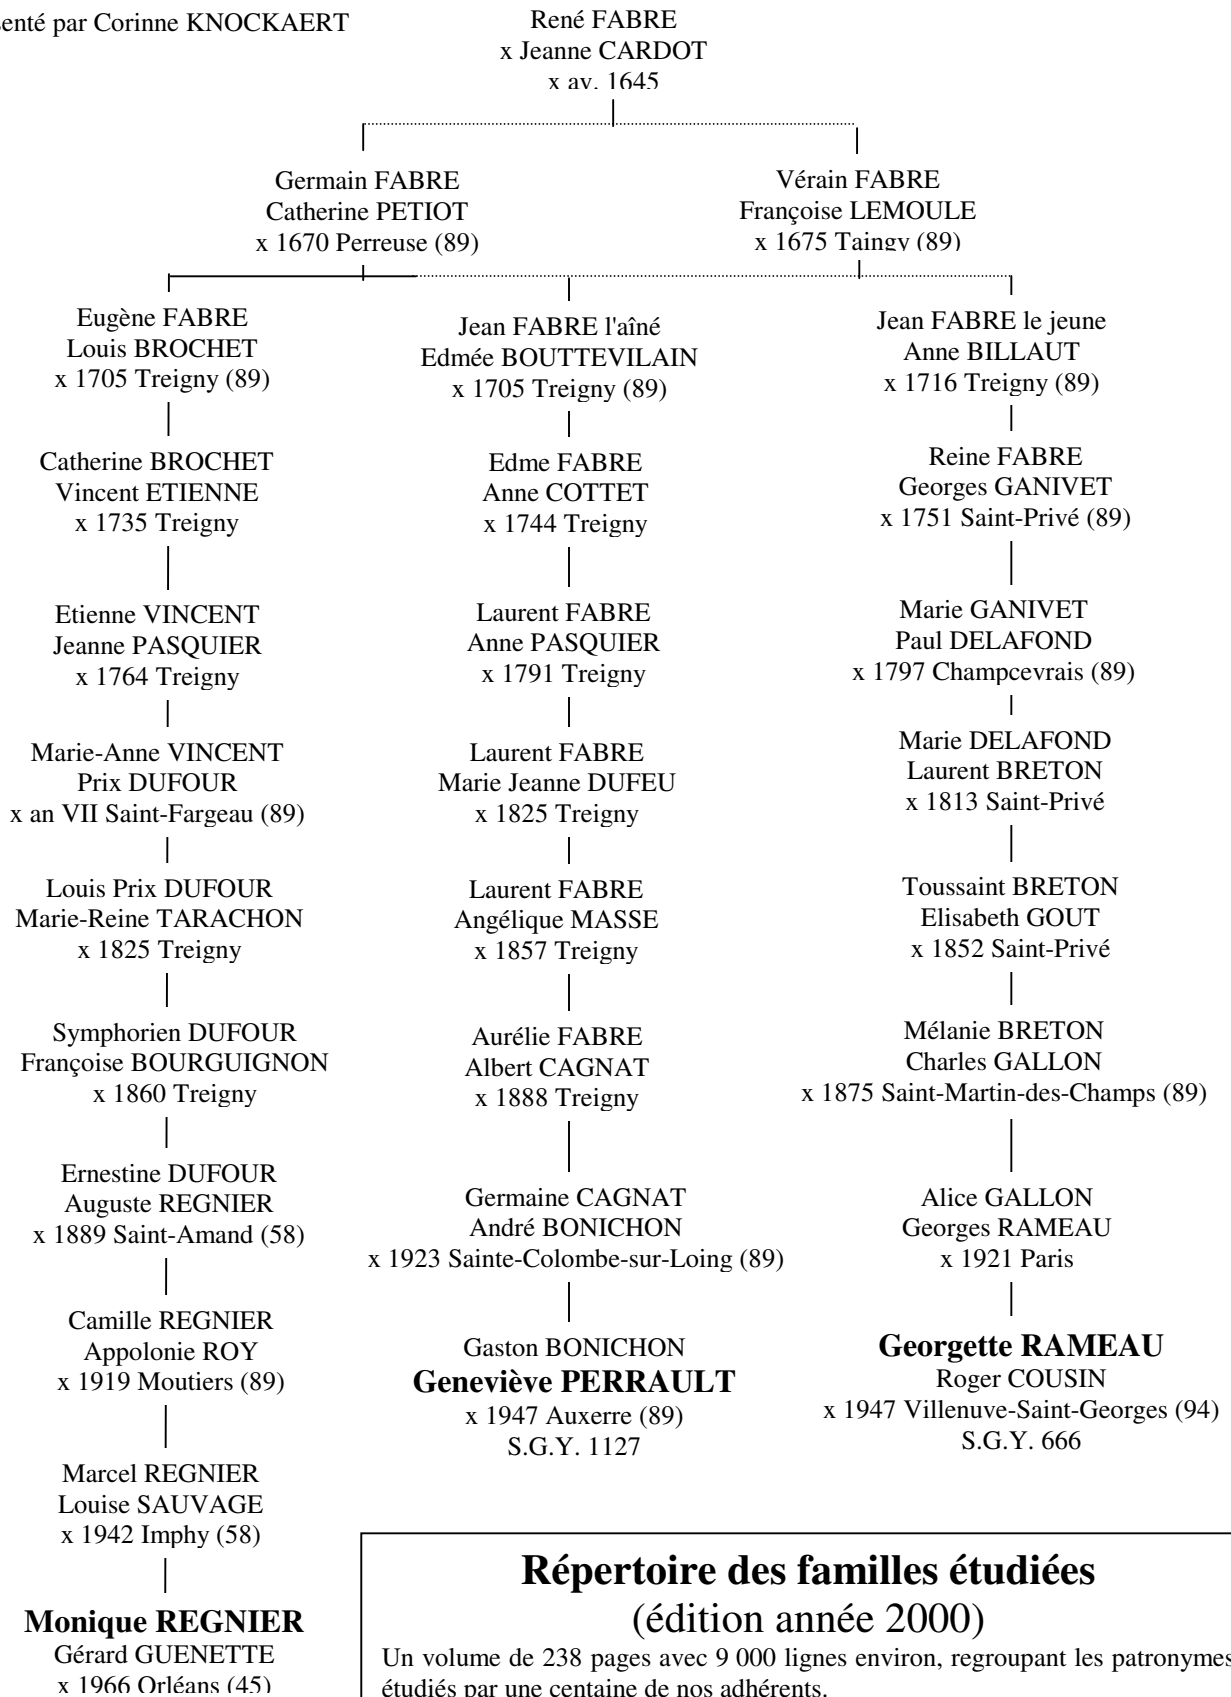 senté par Corinne KNOCKAERT
René FABRE
x Jeanne CARDOT
x av. 1645
Germain FABRE
Catherine PETIOT
x 1670 Perreuse (89)
Vérain FABRE
Françoise LEMOULE
x 1675 Taingy (89)
Eugène FABRE
Louis BROCHET
x 1705 Treigny (89)
Jean FABRE l'aîné
Edmée BOUTTEVILAIN
x 1705 Treigny (89)
Jean FABRE le jeune
Anne BILLAUT
x 1716 Treigny (89)
Catherine BROCHET
Vincent ETIENNE
x 1735 Treigny
Edme FABRE
Anne COTTET
x 1744 Treigny
Reine FABRE
Georges GANIVET
x 1751 Saint-Privé (89)
Etienne VINCENT
Jeanne PASQUIER
x 1764 Treigny
Laurent FABRE
Anne PASQUIER
x 1791 Treigny
Marie GANIVET
Paul DELAFOND
x 1797 Champcevrais (89)
Marie-Anne VINCENT
Prix DUFOUR
x an VII Saint-Fargeau (89)
Laurent FABRE
Marie Jeanne DUFEU
x 1825 Treigny
Marie DELAFOND
Laurent BRETON
x 1813 Saint-Privé
Louis Prix DUFOUR
Marie-Reine TARACHON
x 1825 Treigny
Laurent FABRE
Angélique MASSE
x 1857 Treigny
Toussaint BRETON
Elisabeth GOUT
x 1852 Saint-Privé
Symphorien DUFOUR
Françoise BOURGUIGNON
x 1860 Treigny
Aurélie FABRE
Albert CAGNAT
x 1888 Treigny
Mélanie BRETON
Charles GALLON
x 1875 Saint-Martin-des-Champs (89)
Ernestine DUFOUR
Auguste REGNIER
x 1889 Saint-Amand (58)
Germaine CAGNAT
André BONICHON
x 1923 Sainte-Colombe-sur-Loing (89)
Alice GALLON
Georges RAMEAU
x 1921 Paris
Camille REGNIER
Appolonie ROY
x 1919 Moutiers (89)
Gaston BONICHON
Geneviève PERRAULT
x 1947 Auxerre (89)
S.G.Y. 1127
Georgette RAMEAU
Roger COUSIN
x 1947 Villenuve-Saint-Georges (94)
S.G.Y. 666
Marcel REGNIER
Louise SAUVAGE
x 1942 Imphy (58)
Monique REGNIER
Gérard GUENETTE
x 1966 Orléans (45)
Répertoire des familles étudiées
(édition année 2000)
Un volume de 238 pages avec 9 000 lignes environ, regroupant les patronymes
étudiés par une centaine de nos adhérents.